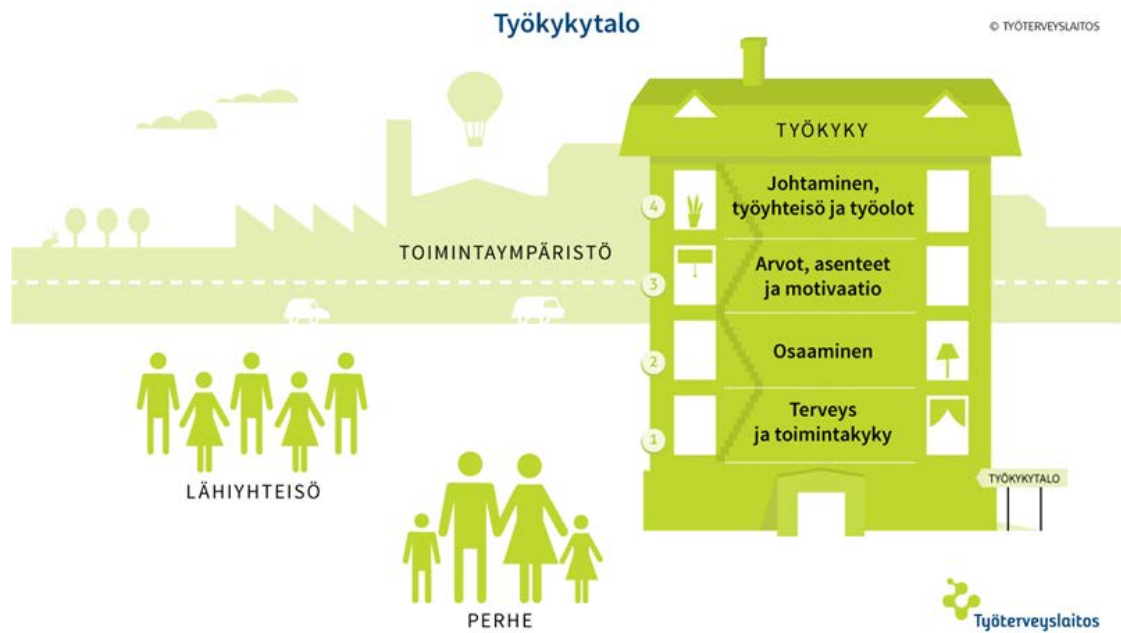 Työkykytalo
© TYÖTERVEYSLAITOS
TYÖKYKY
4
Johtaminen,
työyhteisö ja työolot
TOIMINTAYMPÄRISTÖ
3
Arvot, asenteet
ja motivaatio
2
Osaaminen
1
Terveys
ja toimintakyky
TYÖKYKYTALO
LÄHIYHTEISÖ
PERHE
Työterveyslaitos